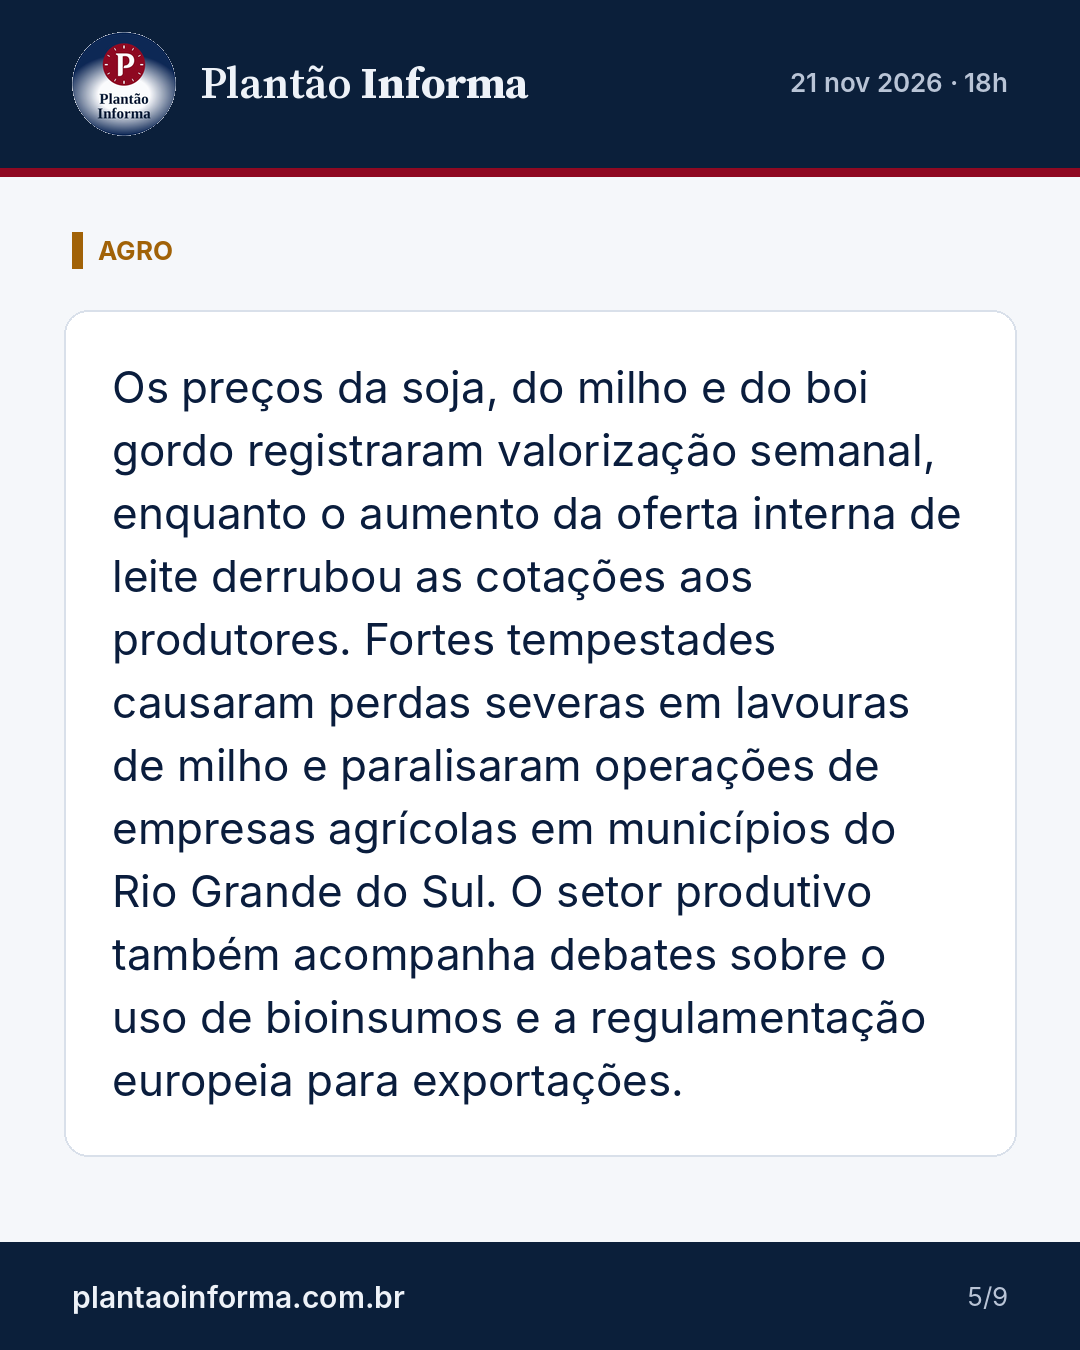 P
Plantão
Informa
Plantão Informa
21 nov 2026 · 18h
AGRO
Os preços da soja, do milho e do boi
gordo registraram valorização semanal,
enquanto o aumento da oferta interna de
leite derrubou as cotações aos
produtores. Fortes tempestades
causaram perdas severas em lavouras
de milho e paralisaram operações de
empresas agrícolas em municípios do
Rio Grande do Sul. O setor produtivo
também acompanha debates sobre o
uso de bioinsumos e a regulamentação
europeia para exportações.
plantaoinforma.com.br
5/9